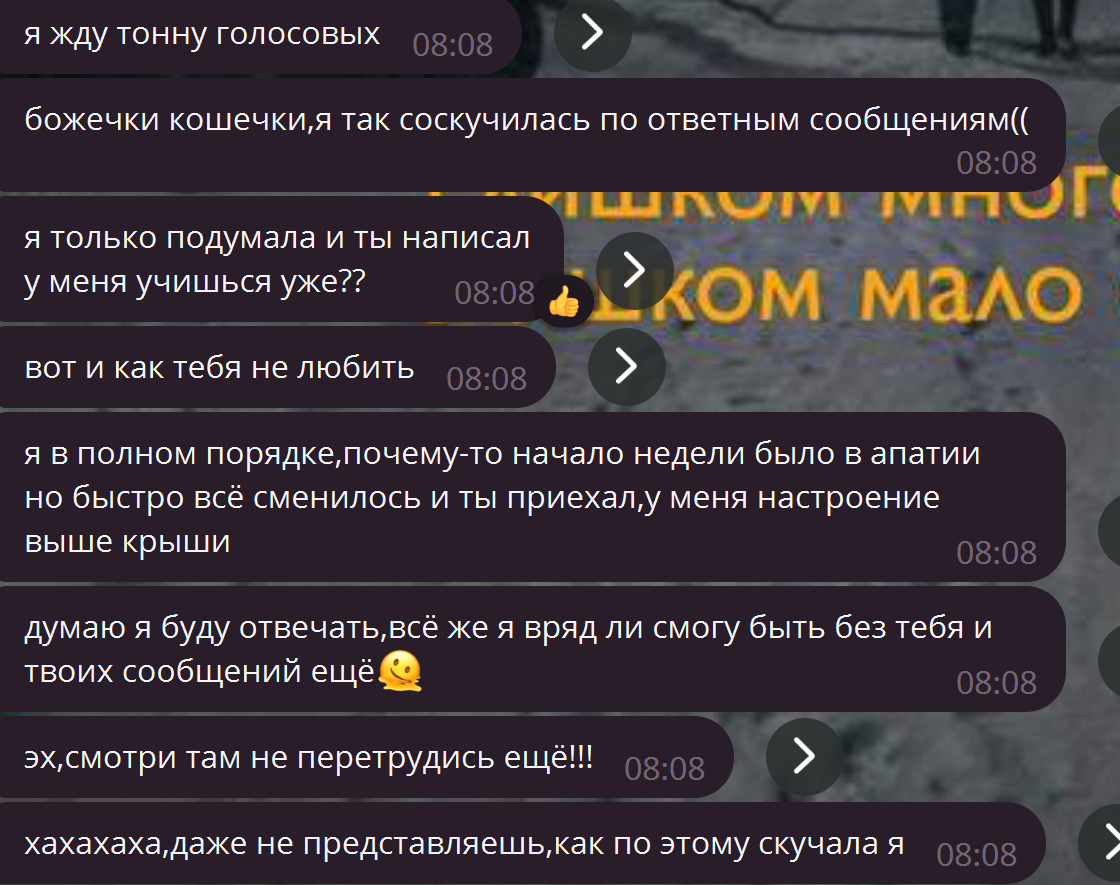 я жду тонну голосовых 08:08
божечки кошечки,я так соскучилась по ответным сообщениям((
08:08
слишком много
я только подумала и ты написал
у меня учишься уже??
08:08
мало
вот и как тебя не любить 08:08
я в полном порядке,почему-то начало недели было в апатии
но быстро всё сменилось и ты приехал,у меня настроение
выше крыши
08:08
думаю я буду отвечать,всё же я вряд ли смогу быть без тебя и
твоих сообщений ещё🫠
08:08
эх,смотри там не перетрудись ещё!!! 08:08
хахахаха,даже не представляешь,как по этому скучала я 08:08